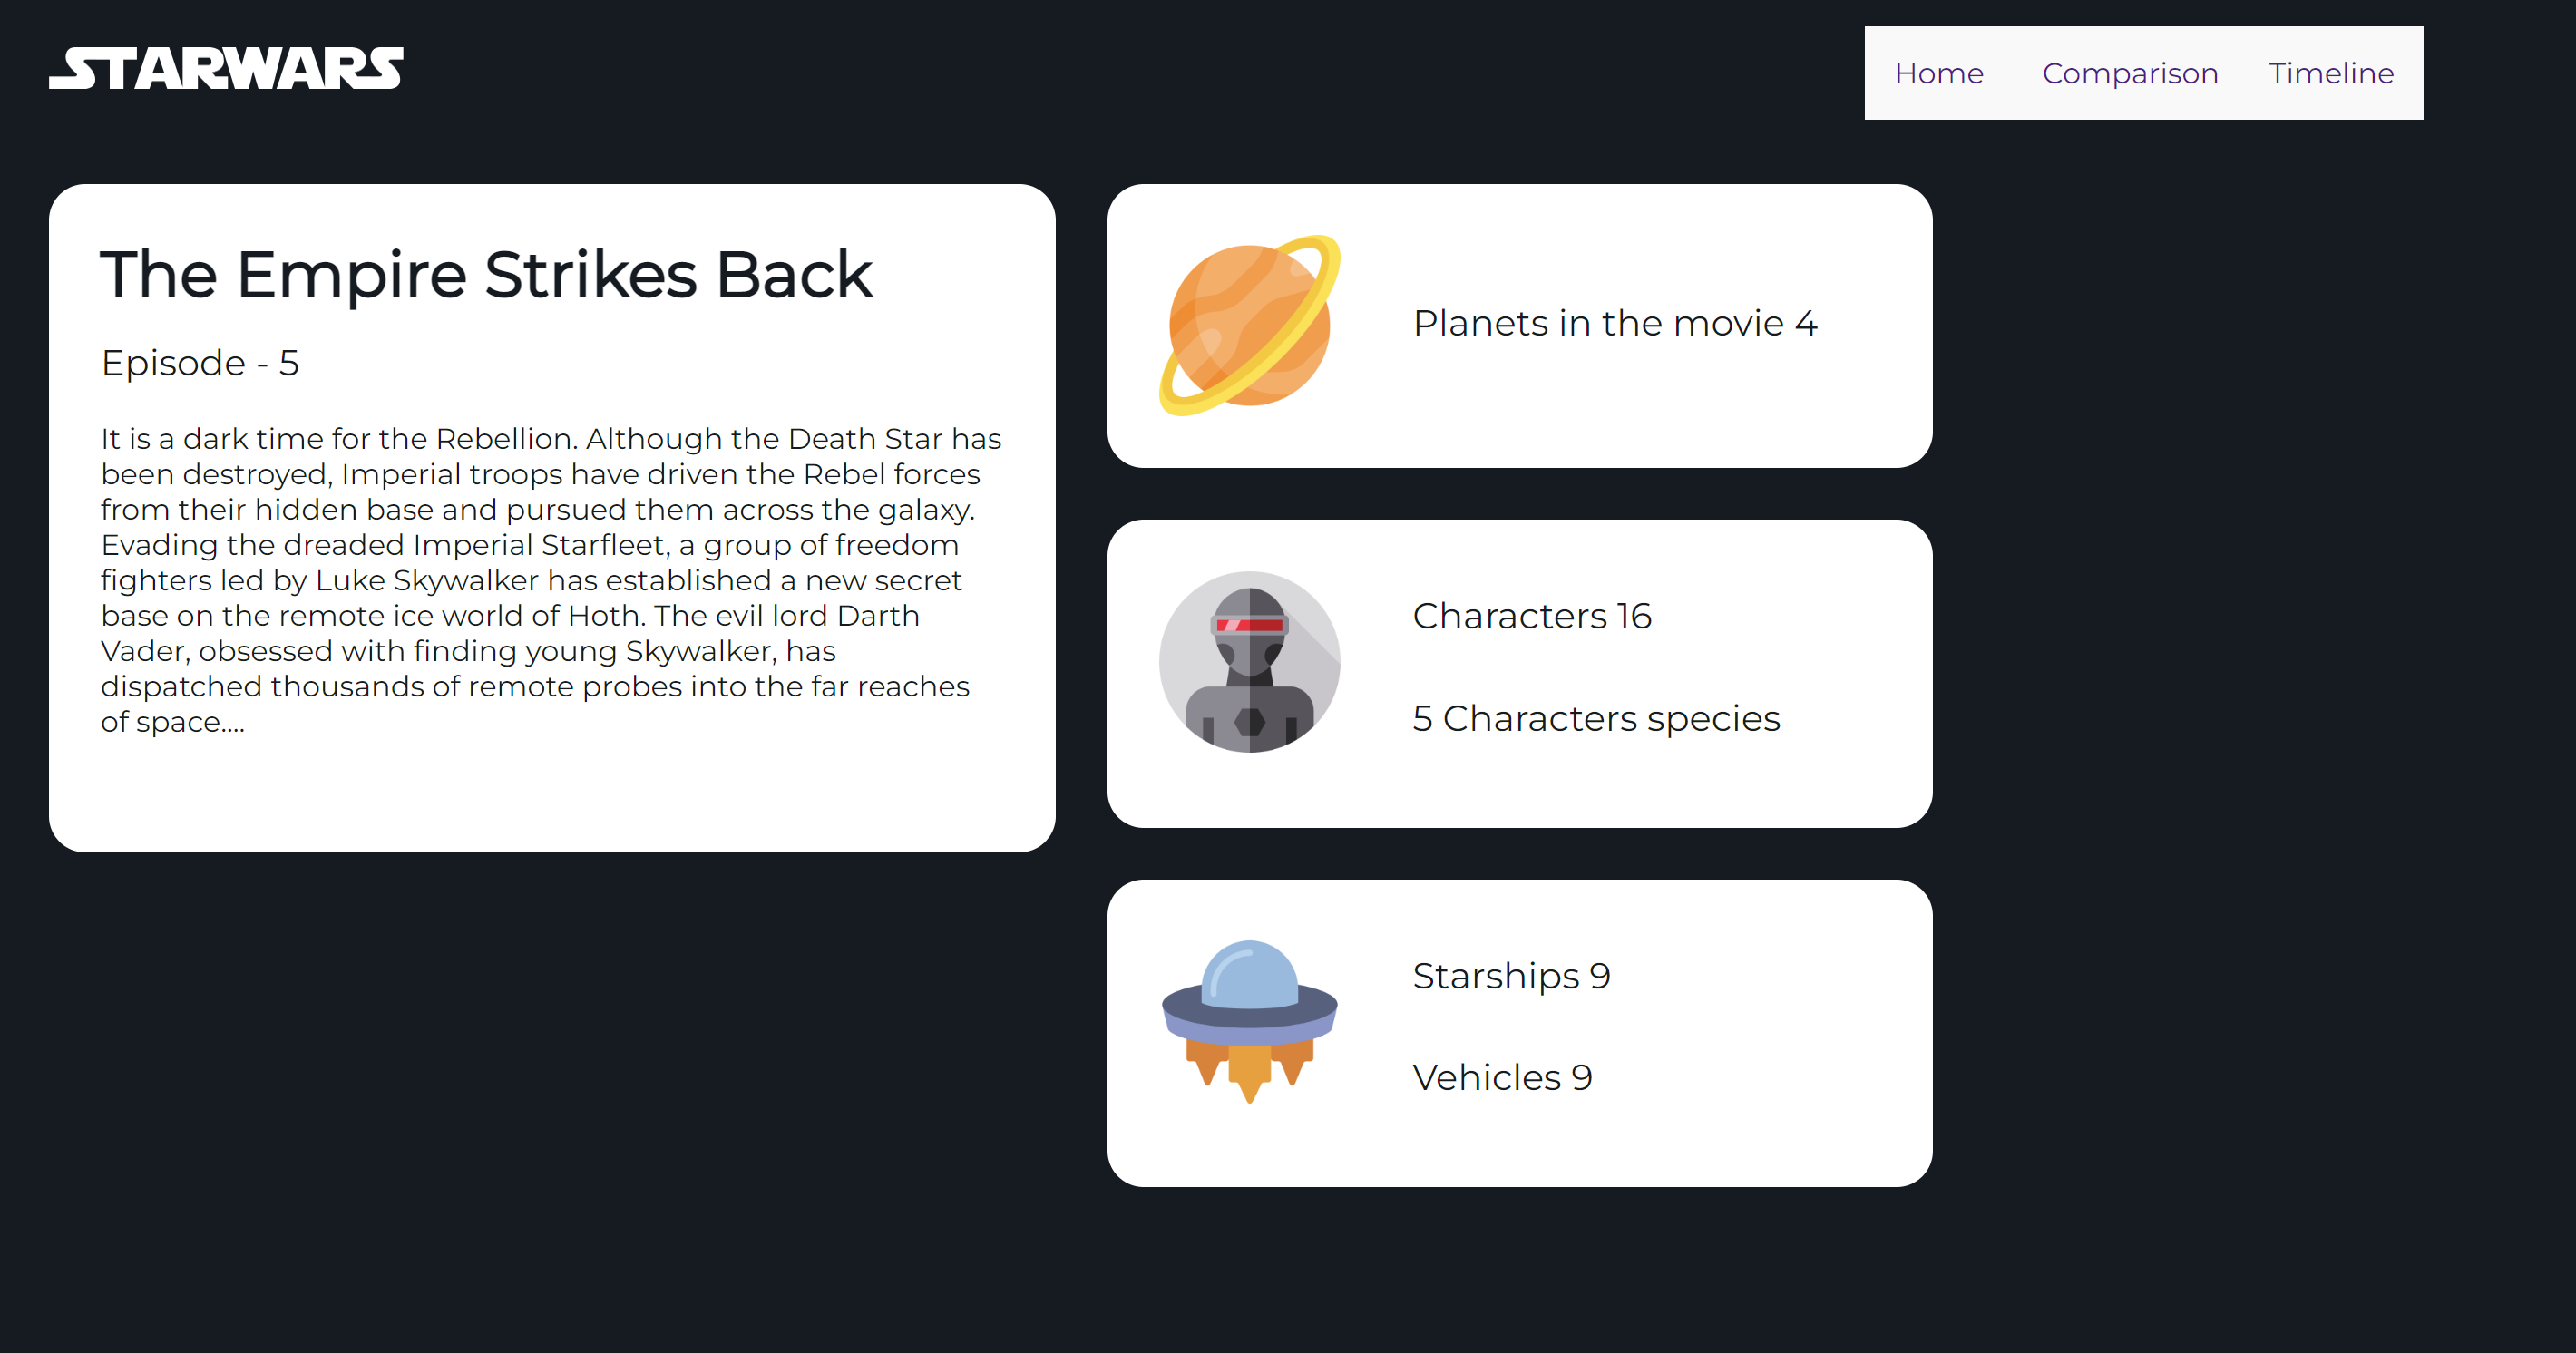 STARWARS
Home Comparison Timeline
The Empire Strikes Back
Episode - 5
It is a dark time for the Rebellion. Although the Death Star has
been destroyed, Imperial troops have driven the Rebel forces
from their hidden base and pursued them across the galaxy.
Evading the dreaded Imperial Starfleet, a group of freedom
fighters led by Luke Skywalker has established a new secret
base on the remote ice world of Hoth. The evil lord Darth
Vader, obsessed with finding young Skywalker, has
dispatched thousands of remote probes into the far reaches
of space....
Planets in the movie 4
Characters 16
5 Characters species
Starships 9
Vehicles 9